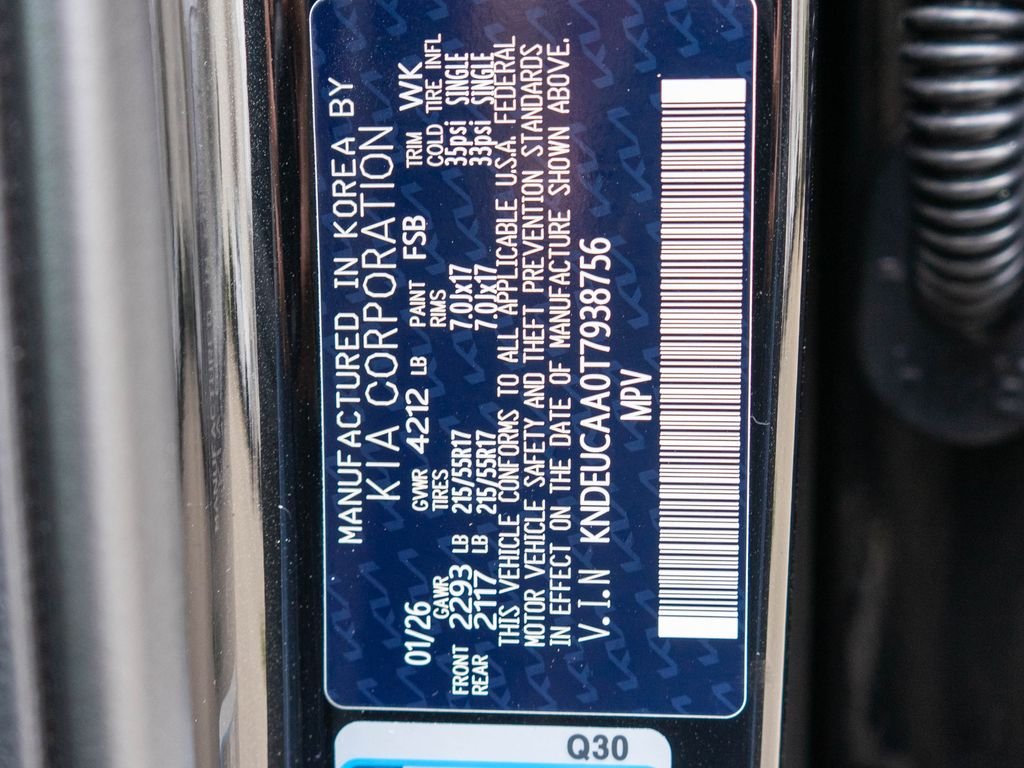 MANUFACTURED IN KOREA BY
KIA CORPORATION
01/26 GVWR 4212 LB PAINT FSB TRIM WK
GAWR TIRES RIMS COLD TIRE INFL
FRONT 2293 LB 215/55R17 7.0Jx17 35psi SINGLE
REAR 2117 LB 215/55R17 7.0Jx17 33psi SINGLE
THIS VEHICLE CONFORMS TO ALL APPLICABLE U.S.A. FEDERAL
MOTOR VEHICLE SAFETY AND THEFT PREVENTION STANDARDS
IN EFFECT ON THE DATE OF MANUFACTURE SHOWN ABOVE.
V.I.N KNDEUCAA0T7938756
MPV
Q30